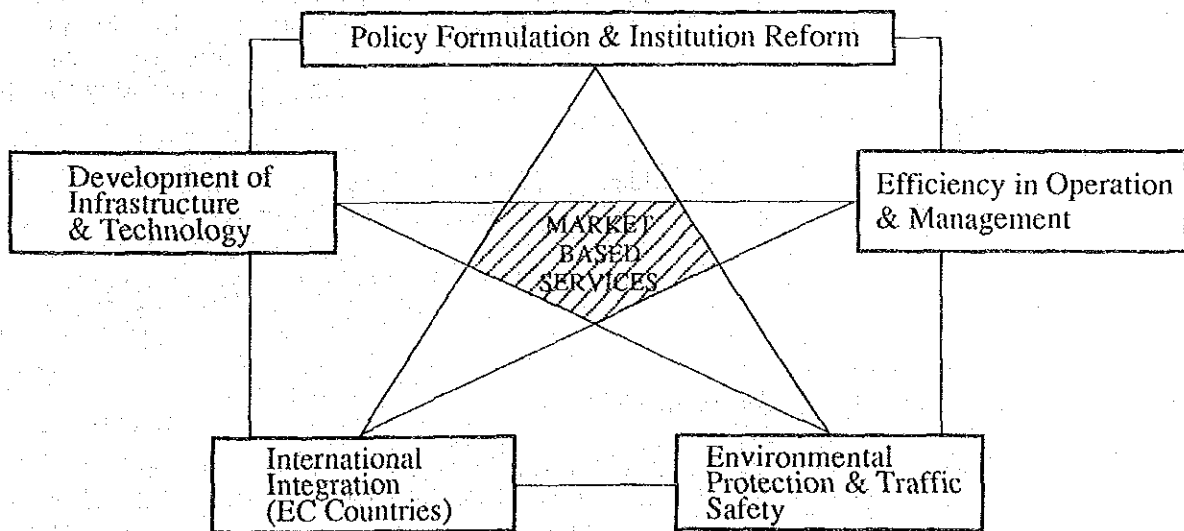 Policy Formulation & Institution Reform
Development of
Infrastructure
& Technology
Efficiency in Operation
& Management
MARKET
BASED
SERVICES
International
Integration
(EC Countries)
Environmental
Protection & Traffic
Safety